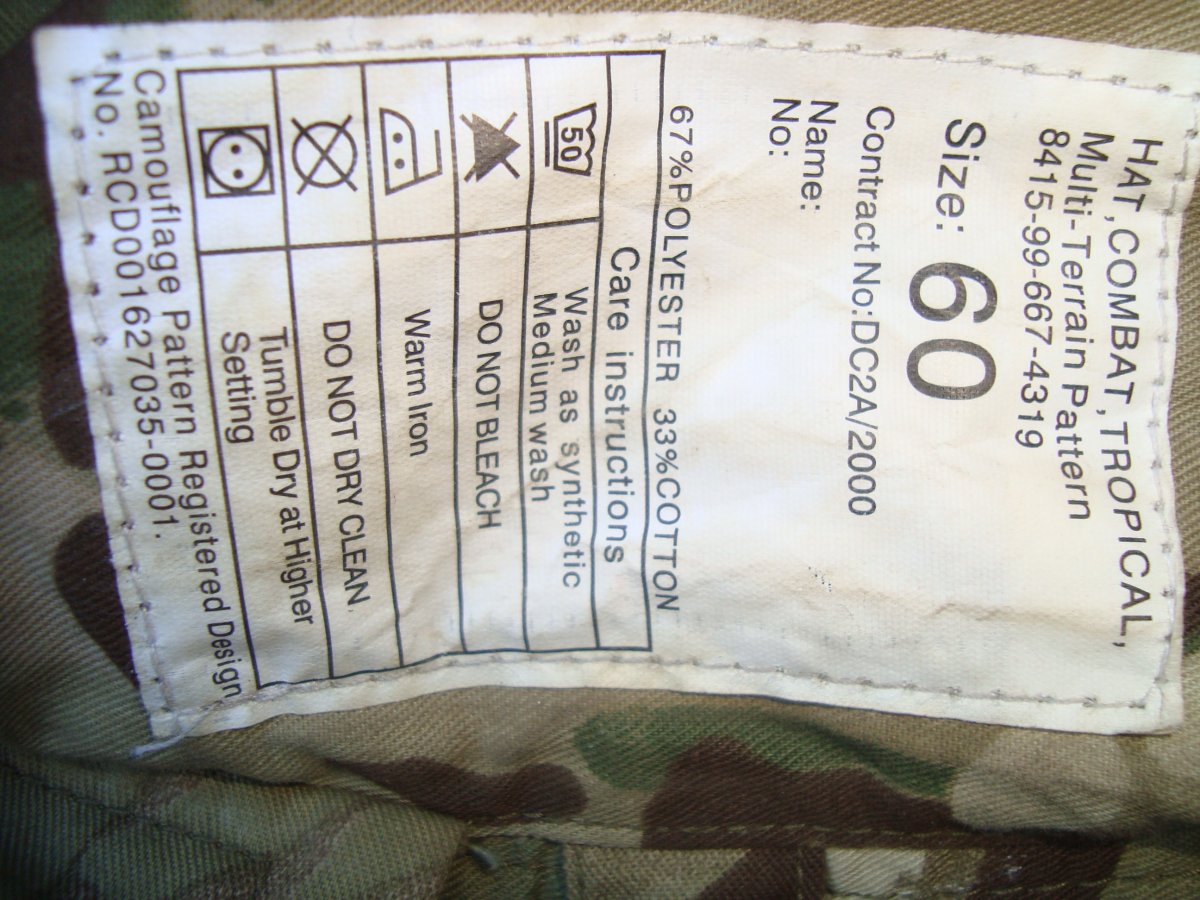 HAT,COMBAT,TROPICAL,
Multi-Terrain Pattern
8415-99-667-4319
Size: 60
Contract No:DC2A/2000
Name:
No:
67%POLYESTER 33%COTTON
Care instructions
50
Wash as synthetic
Medium wash
DO NOT BLEACH
Warm Iron
DO NOT DRY CLEAN
Tumble Dry at Higher
Setting
Camouflage Pattern Registered Design
No. RCD001627035-0001.